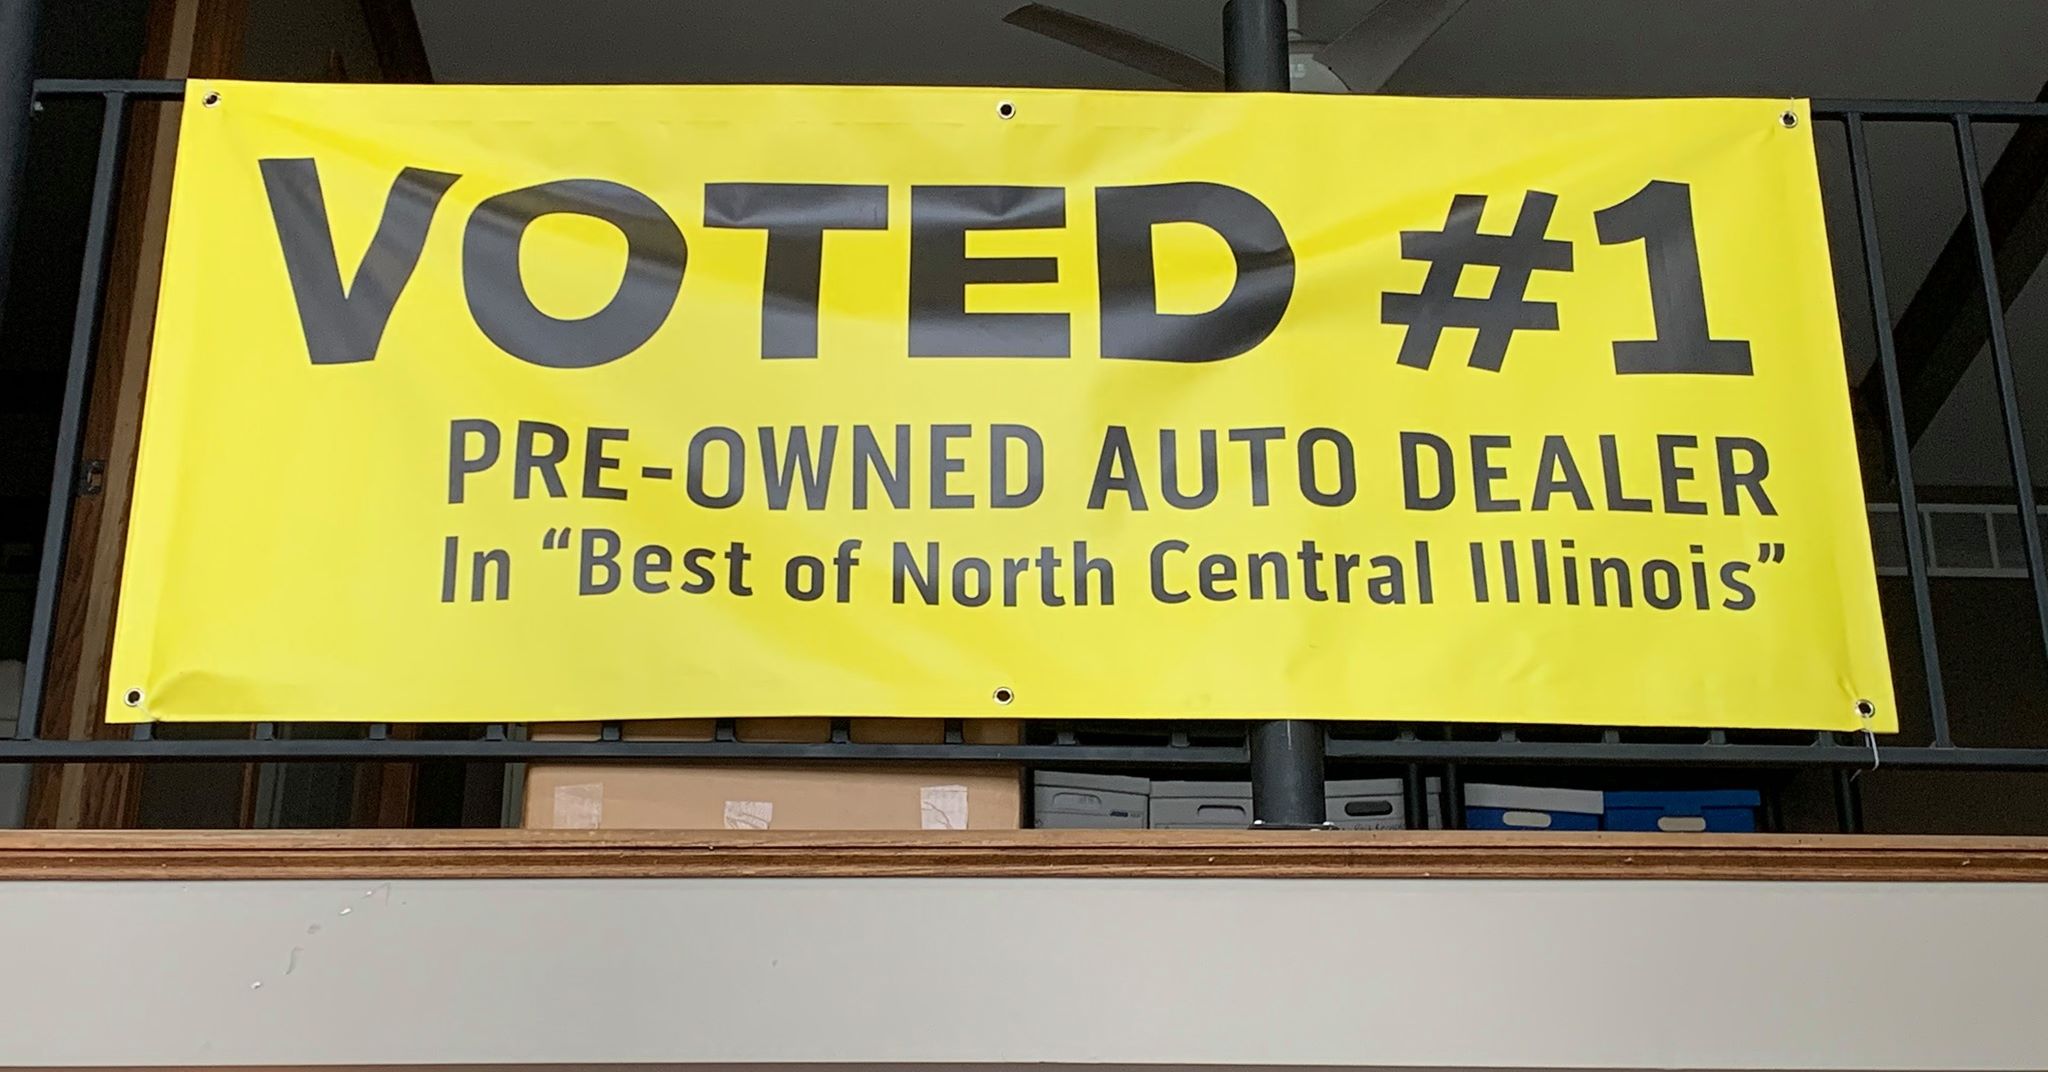 VOTED #1
PRE-OWNED AUTO DEALER
In “Best of North Central Illinois”